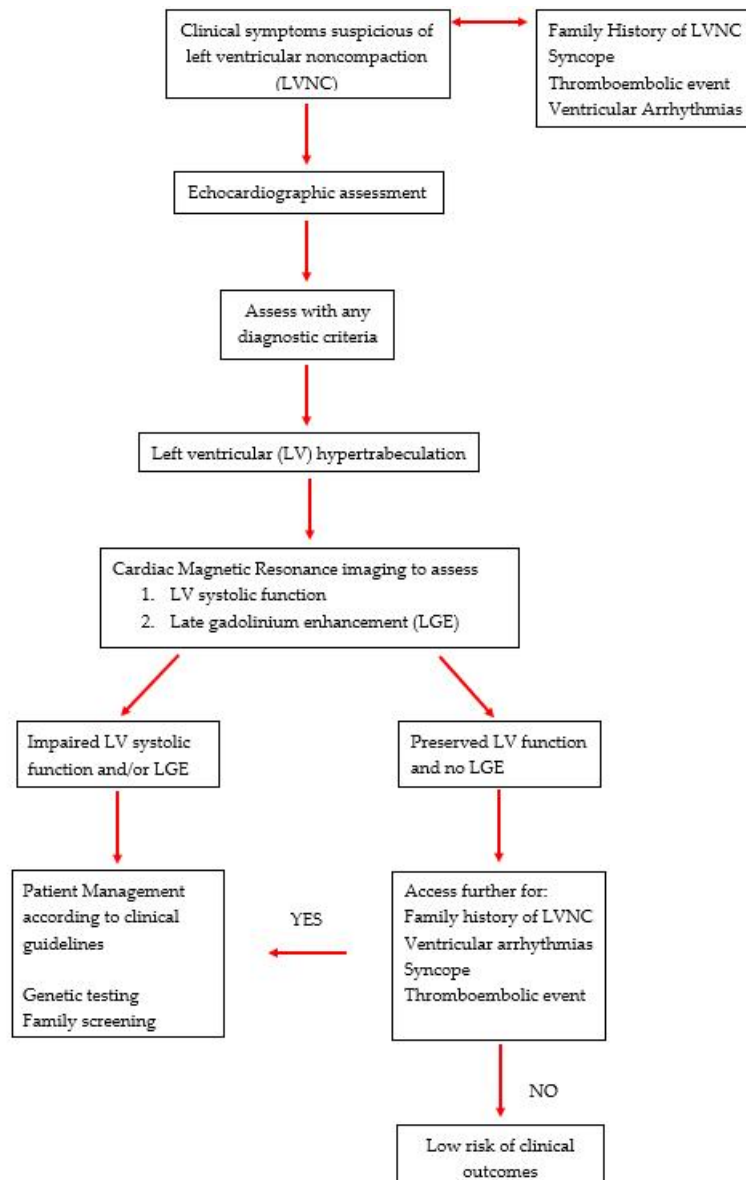 Clinical symptoms suspicious of
left ventricular noncompaction
(LVNC)
Family History of LVNC
Syncope
Thromboembolic event
Ventricular Arrhythmias
Echocardiographic assessment
Assess with any
diagnostic criteria
Left ventricular (LV) hypertrabeculation
Cardiac Magnetic Resonance imaging to assess
1. LV systolic function
2. Late gadolinium enhancement (LGE)
Impaired LV systolic
function and/or LGE
Preserved LV function
and no LGE
Patient Management
according to clinical
guidelines
Genetic testing
Family screening
YES
Access further for:
Family history of LVNC
Ventricular arrhythmias
Syncope
Thromboembolic event
NO
Low risk of clinical
outcomes